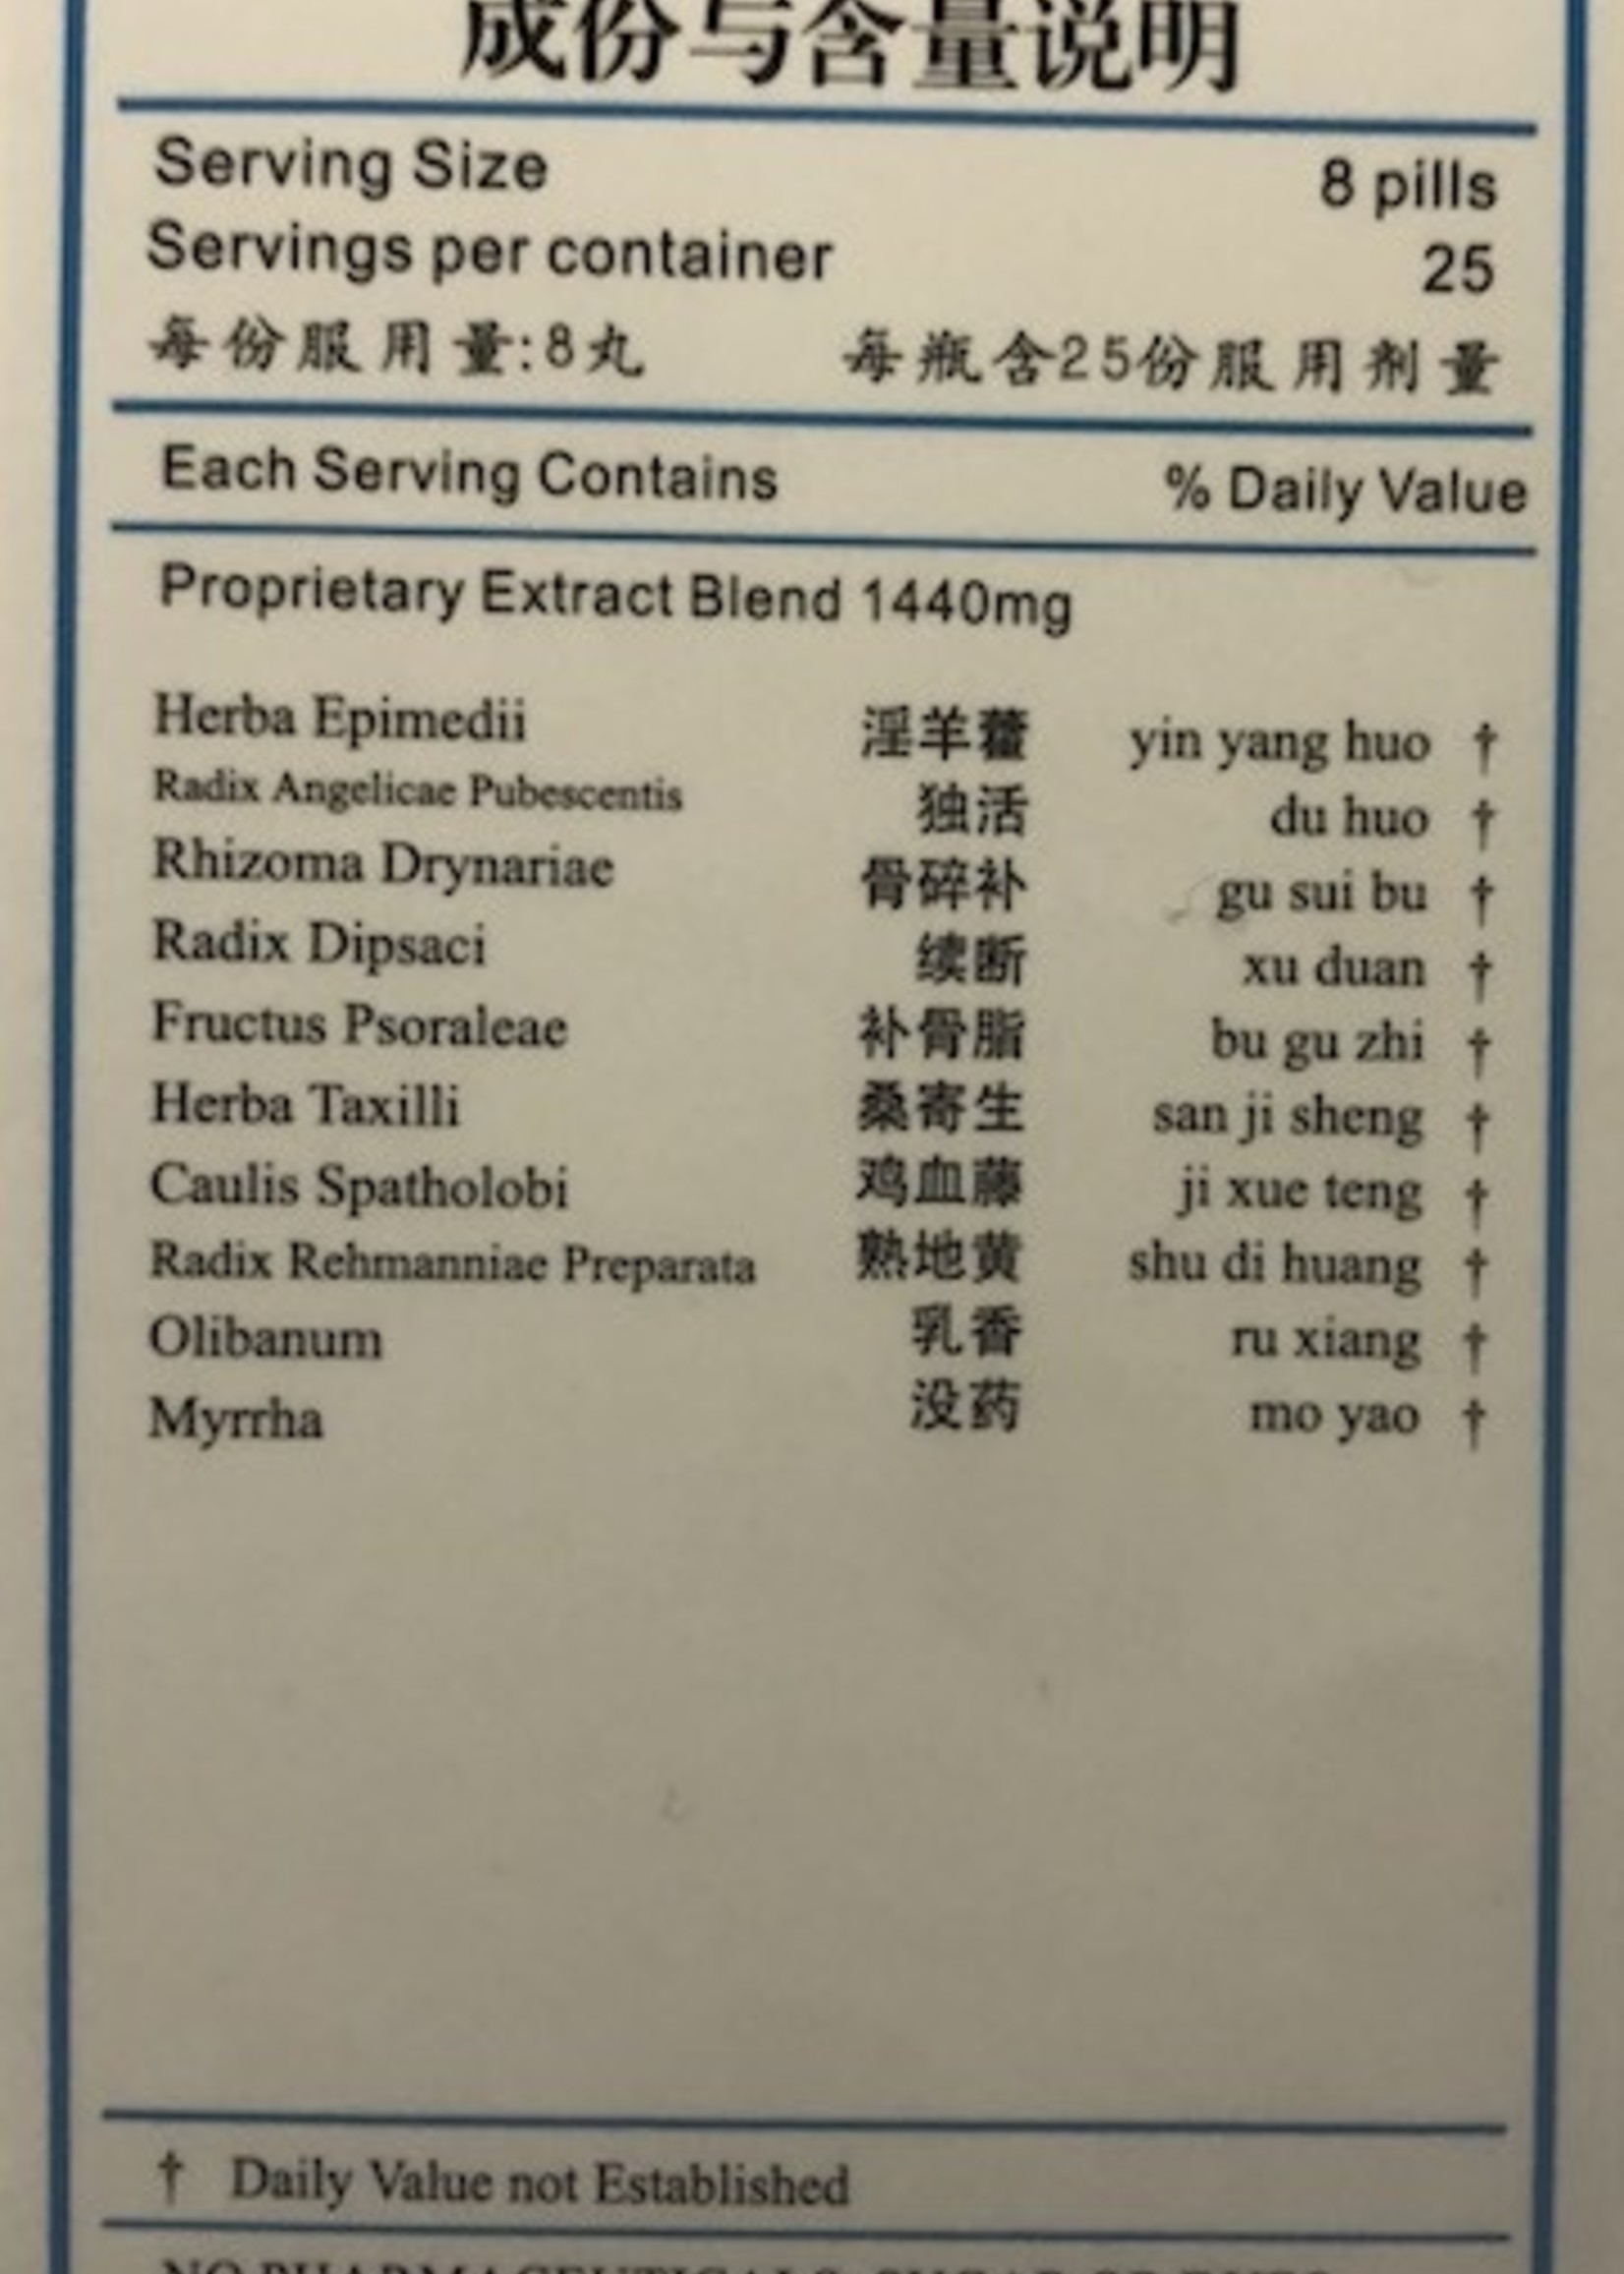 成份与含量说明
Serving Size 8 pills
Servings per container 25
每份服用量:8丸 每瓶含25份服用剂量
Each Serving Contains % Daily Value
Proprietary Extract Blend 1440mg
Herba Epimedii 淫羊藿 yin yang huo †
Radix Angelicae Pubescentis 独活 du huo †
Rhizoma Drynariae 骨碎补 gu sui bu †
Radix Dipsaci 续断 xu duan †
Fructus Psoraleae 补骨脂 bu gu zhi †
Herba Taxilli 桑寄生 san ji sheng †
Caulis Spatholobi 鸡血藤 ji xue teng †
Radix Rehmanniae Preparata 熟地黄 shu di huang †
Olibanum 乳香 ru xiang †
Myrrha 没药 mo yao †
† Daily Value not Established
NO PHARMACEUTICALS